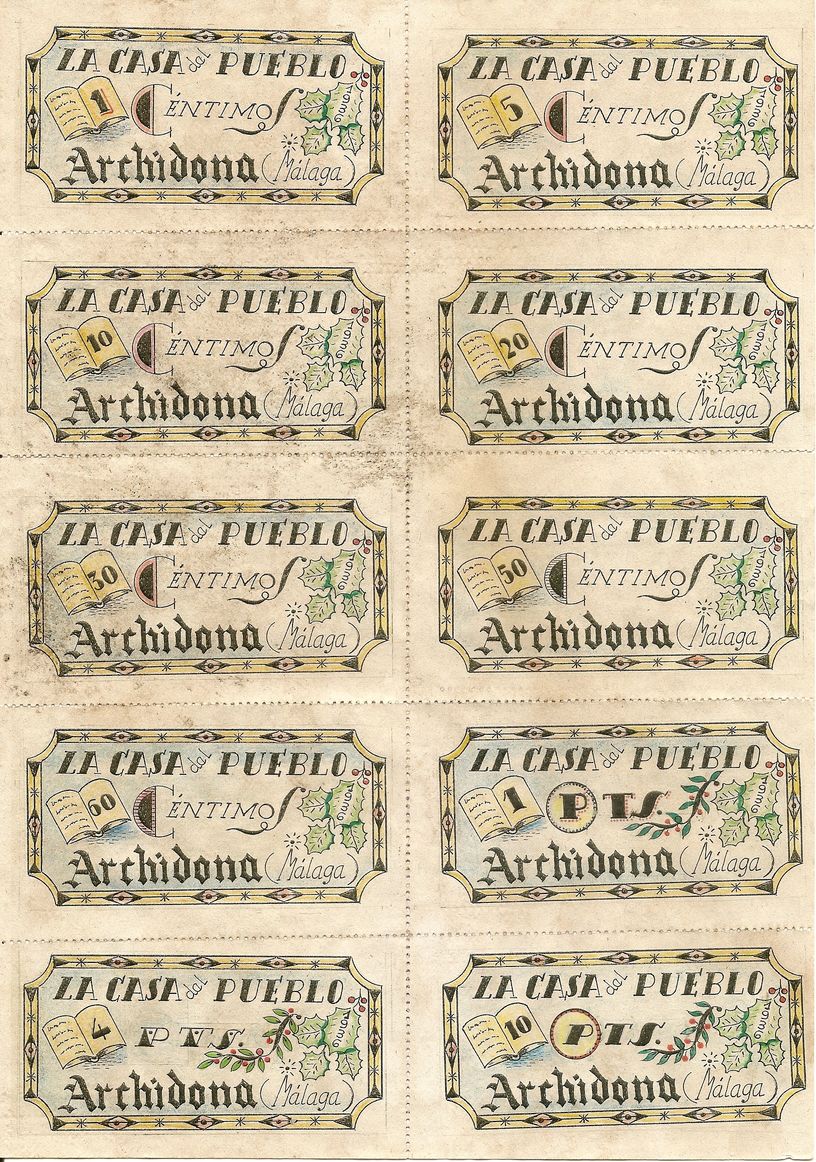 LA CASA del PUEBLO
1 CÉNTIMOS
Archidona (Málaga)
LA CASA del PUEBLO
5 CÉNTIMOS
Archidona (Málaga)
LA CASA del PUEBLO
10 CÉNTIMOS
Archidona (Málaga)
LA CASA del PUEBLO
20 CÉNTIMOS
Archidona (Málaga)
LA CASA del PUEBLO
30 CÉNTIMOS
Archidona (Málaga)
LA CASA del PUEBLO
50 CÉNTIMOS
Archidona (Málaga)
LA CASA del PUEBLO
60 CÉNTIMOS
Archidona (Málaga)
LA CASA del PUEBLO
1 PTS.
Archidona (Málaga)
LA CASA del PUEBLO
4 PTS.
Archidona (Málaga)
LA CASA del PUEBLO
10 PTS.
Archidona (Málaga)